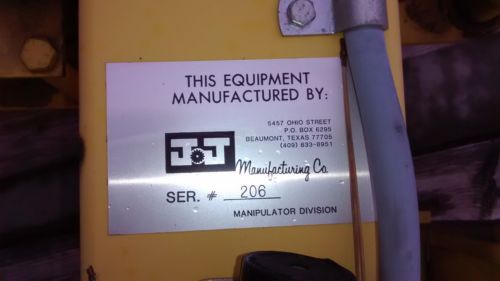 THIS EQUIPMENT
MANUFACTURED BY:
5457 OHIO STREET
P.O. BOX 6295
BEAUMONT, TEXAS 77705
(409) 833-8951
J&J
Manufacturing Co.
SER. # 206
MANIPULATOR DIVISION